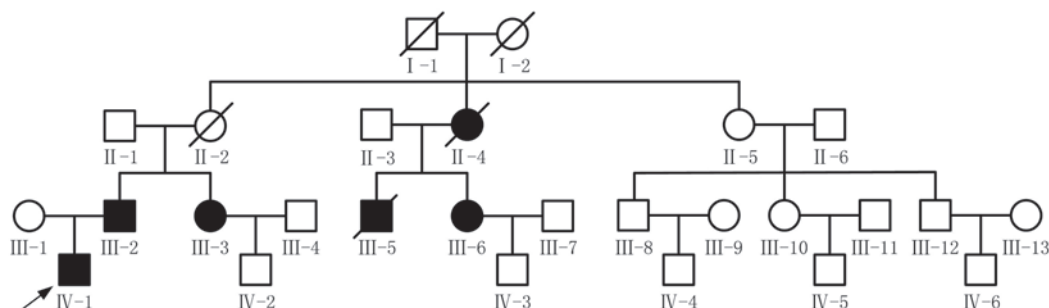 Ⅰ-1 Ⅰ-2
Ⅱ-1 Ⅱ-2 Ⅱ-3 Ⅱ-4 Ⅱ-5 Ⅱ-6
Ⅲ-1 Ⅲ-2 Ⅲ-3 Ⅲ-4 Ⅲ-5 Ⅲ-6 Ⅲ-7 Ⅲ-8 Ⅲ-9 Ⅲ-10 Ⅲ-11 Ⅲ-12 Ⅲ-13
Ⅳ-1 Ⅳ-2 Ⅳ-3 Ⅳ-4 Ⅳ-5 Ⅳ-6